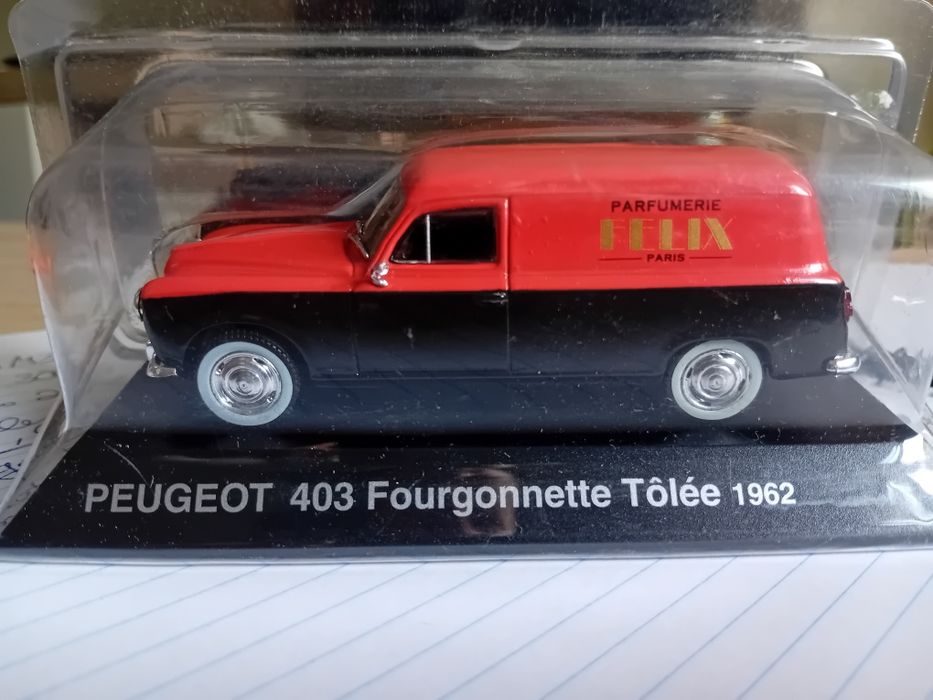 PARFUMERIE
FELIX
PARIS
PEUGEOT 403 Fourgonnette Tôlée 1962